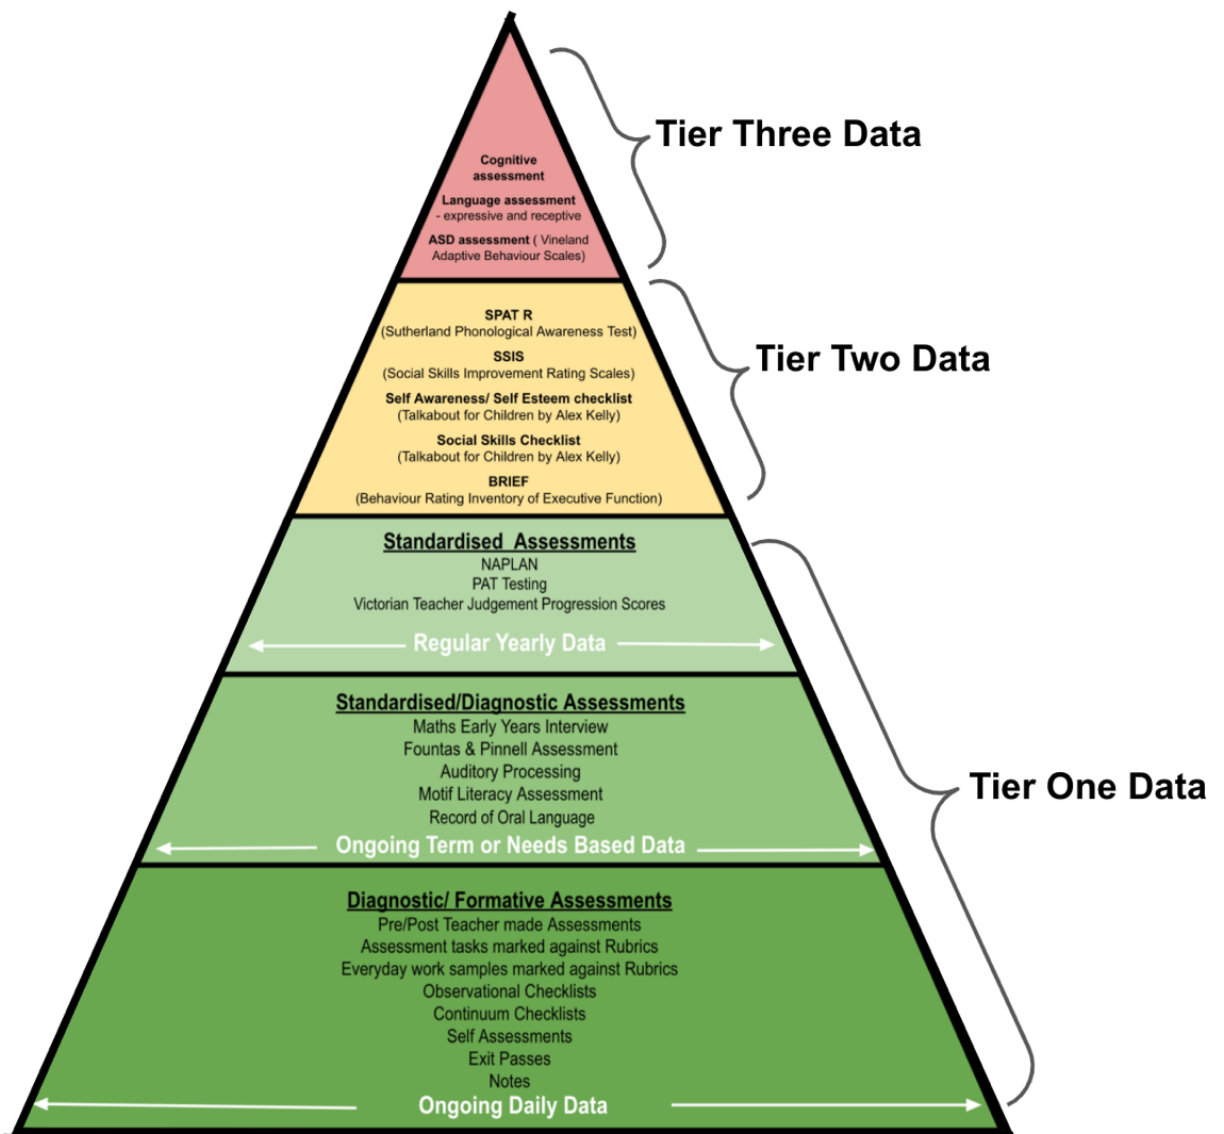 Tier Three Data
Cognitive
assessment
Language assessment
- expressive and receptive
ASD assessment ( Vineland
Adaptive Behaviour Scales)
Tier Two Data
SPAT R
(Sutherland Phonological Awareness Test)
SSIS
(Social Skills Improvement Rating Scales)
Self Awareness/ Self Esteem checklist
(Talkabout for Children by Alex Kelly)
Social Skills Checklist
(Talkabout for Children by Alex Kelly)
BRIEF
(Behaviour Rating Inventory of Executive Function)
Tier One Data
Standardised  Assessments
NAPLAN
PAT Testing
Victorian Teacher Judgement Progression Scores
Regular Yearly Data
Standardised/Diagnostic Assessments
Maths Early Years Interview
Fountas & Pinnell Assessment
Auditory Processing
Motif Literacy Assessment
Record of Oral Language
Ongoing Term or Needs Based Data
Diagnostic/ Formative Assessments
Pre/Post Teacher made Assessments
Assessment tasks marked against Rubrics
Everyday work samples marked against Rubrics
Observational Checklists
Continuum Checklists
Self Assessments
Exit Passes
Notes
Ongoing Daily Data